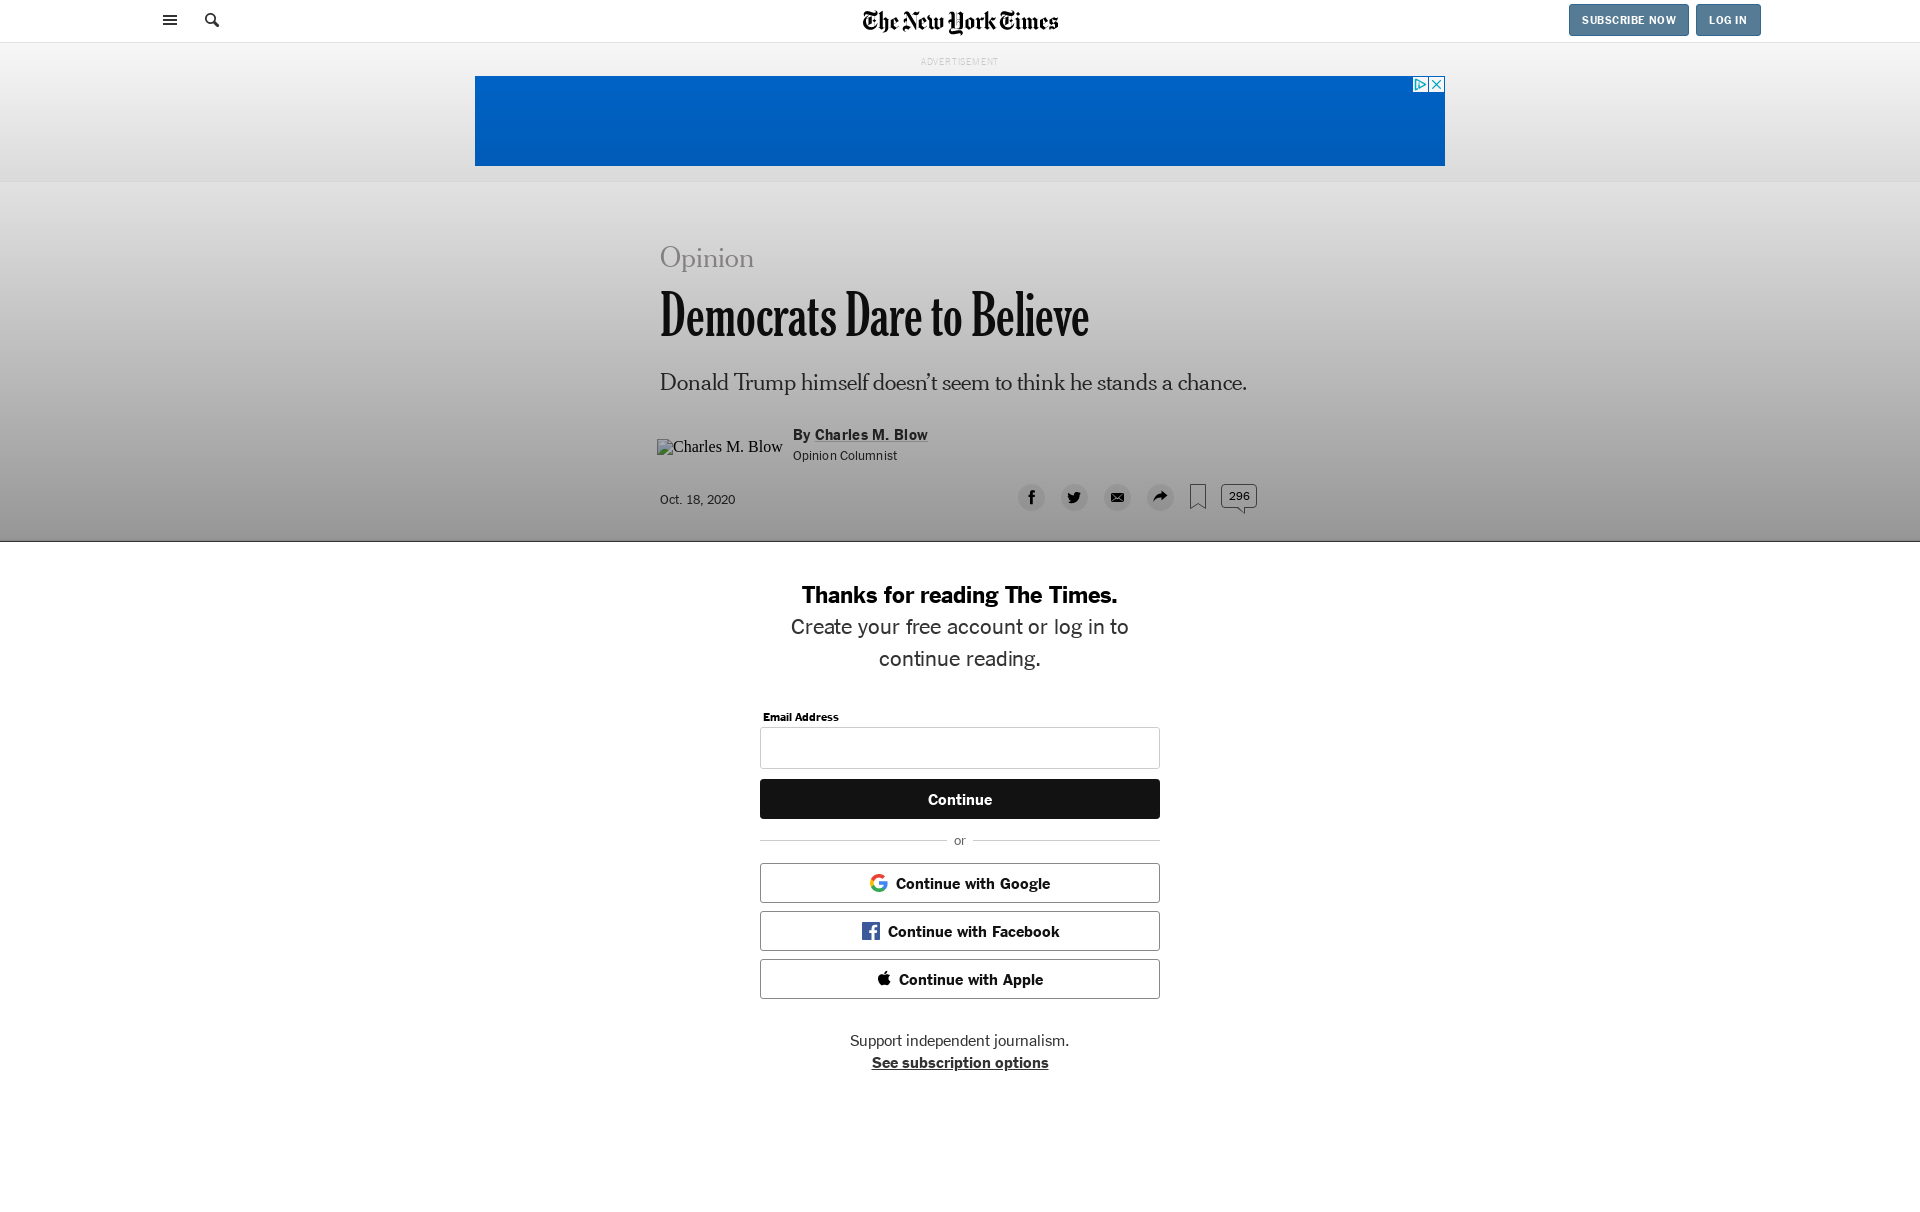 The New York Times
SUBSCRIBE NOW
LOG IN
ADVERTISEMENT
Opinion
Democrats Dare to Believe
Donald Trump himself doesn’t seem to think he stands a chance.
Charles M. Blow
By Charles M. Blow
Opinion Columnist
Oct. 18, 2020
296
Thanks for reading The Times.
Create your free account or log in to
continue reading.
Email Address
Continue
or
Continue with Google
Continue with Facebook
Continue with Apple
Support independent journalism.
See subscription options